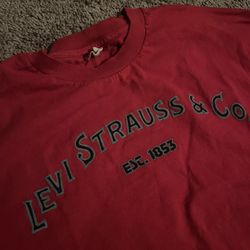 LEVI STRAUSS & CO
EST. 1853